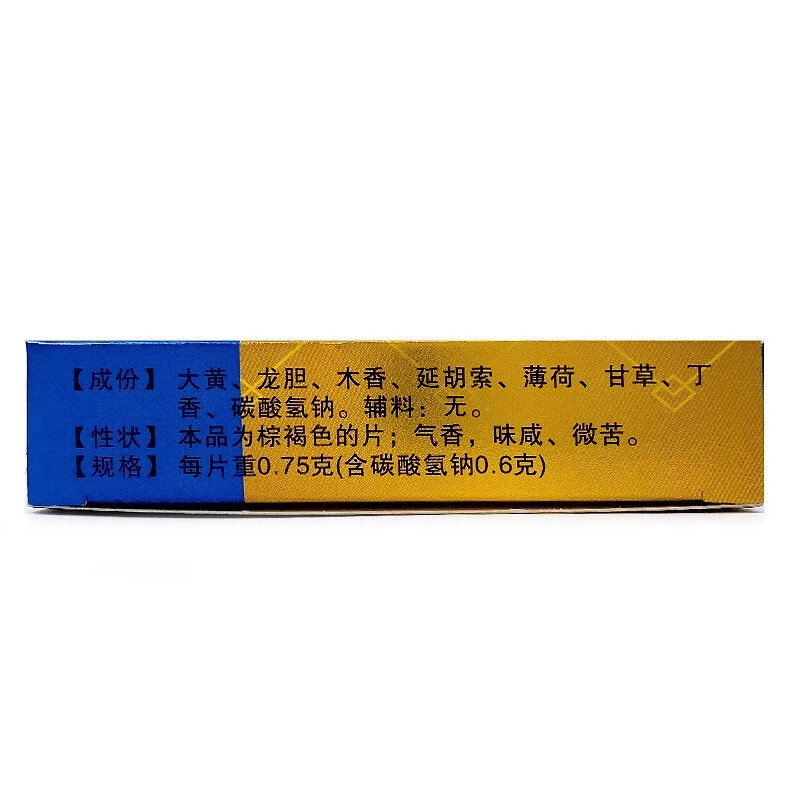 【成份】 大黄、龙胆、木香、延胡索、薄荷、甘草、丁
香、碳酸氢钠。辅料：无。
【性状】 本品为棕褐色的片；气香，味咸、微苦。
【规格】 每片重0.75克(含碳酸氢钠0.6克)